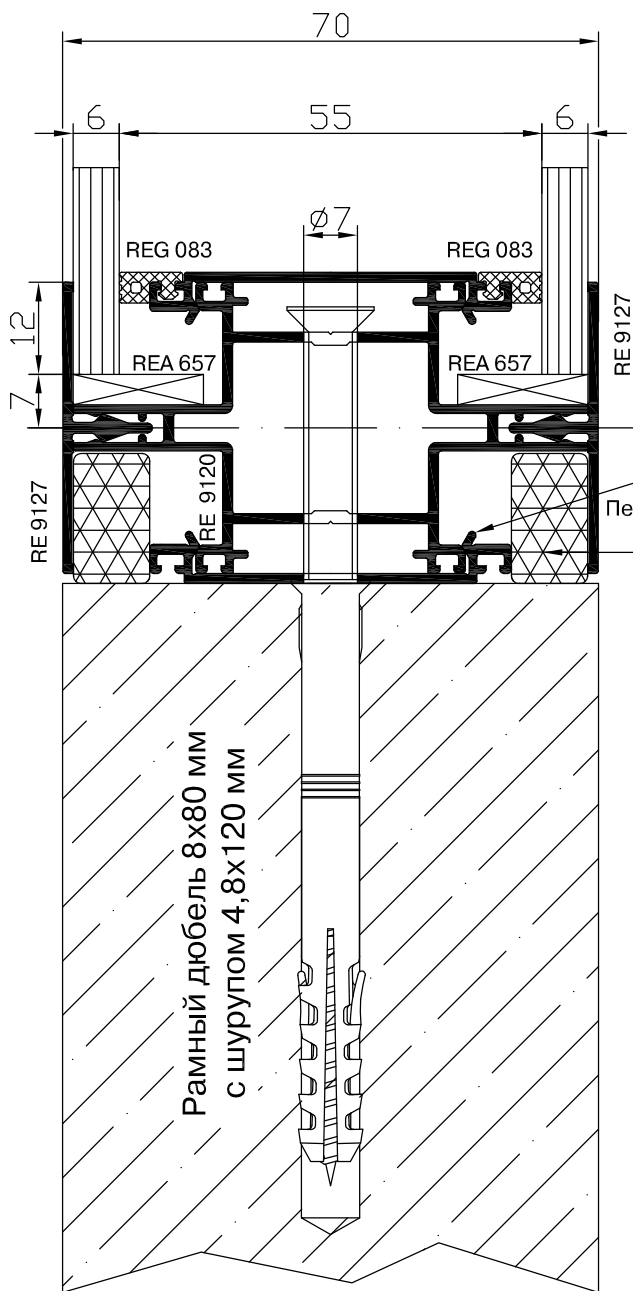 70
6
55
6
ø7
REG 083
REG 083
12
RE 9127
REA 657
REA 657
7
RE 9127
RE 9120
Пе
Рамный дюбель 8х80 мм
с шурупом 4,8х120 мм